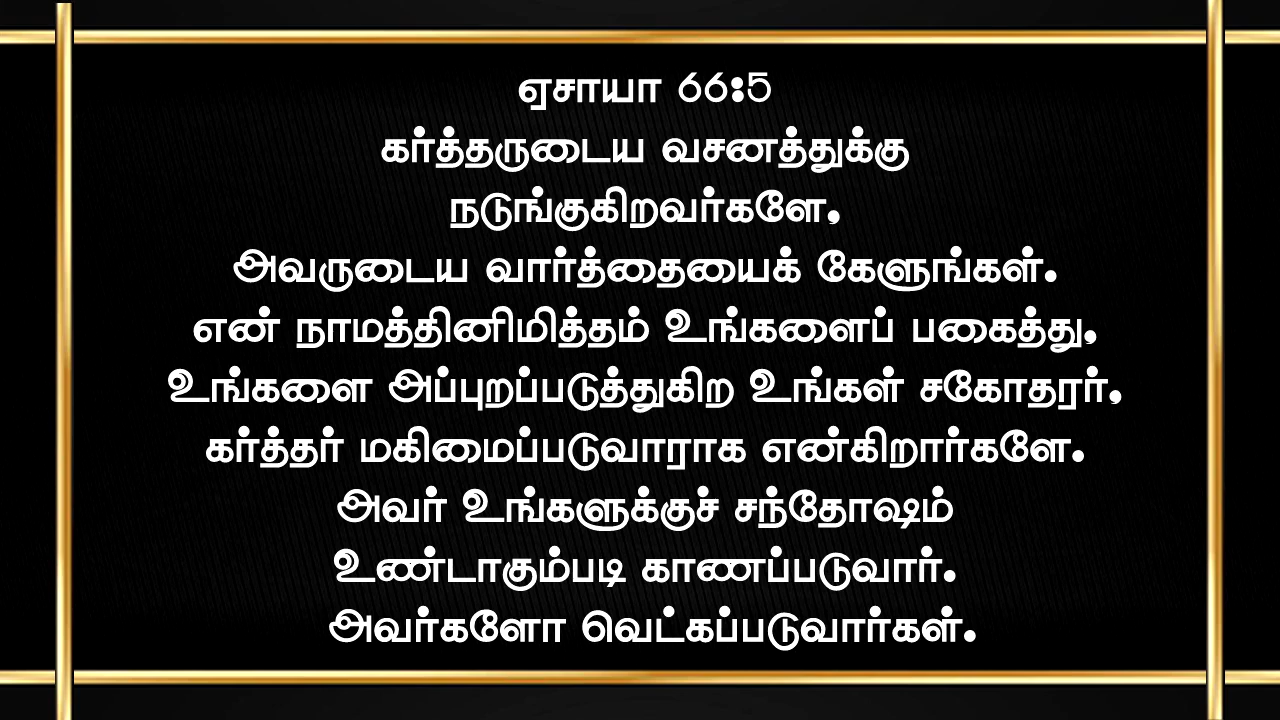 ஏசாயா 66:5
கர்த்தருடைய வசனத்துக்கு
நடுங்குகிறவர்களே,
அவருடைய வார்த்தையைக் கேளுங்கள்.
என் நாமத்தினிமித்தம் உங்களைப் பகைத்து,
உங்களை அப்புறப்படுத்துகிற உங்கள் சகோதரர்,
கர்த்தர் மகிமைப்படுவாராக என்கிறார்களே.
அவர் உங்களுக்குச் சந்தோஷம்
உண்டாகும்படி காணப்படுவார்.
அவர்களோ வெட்கப்படுவார்கள்.